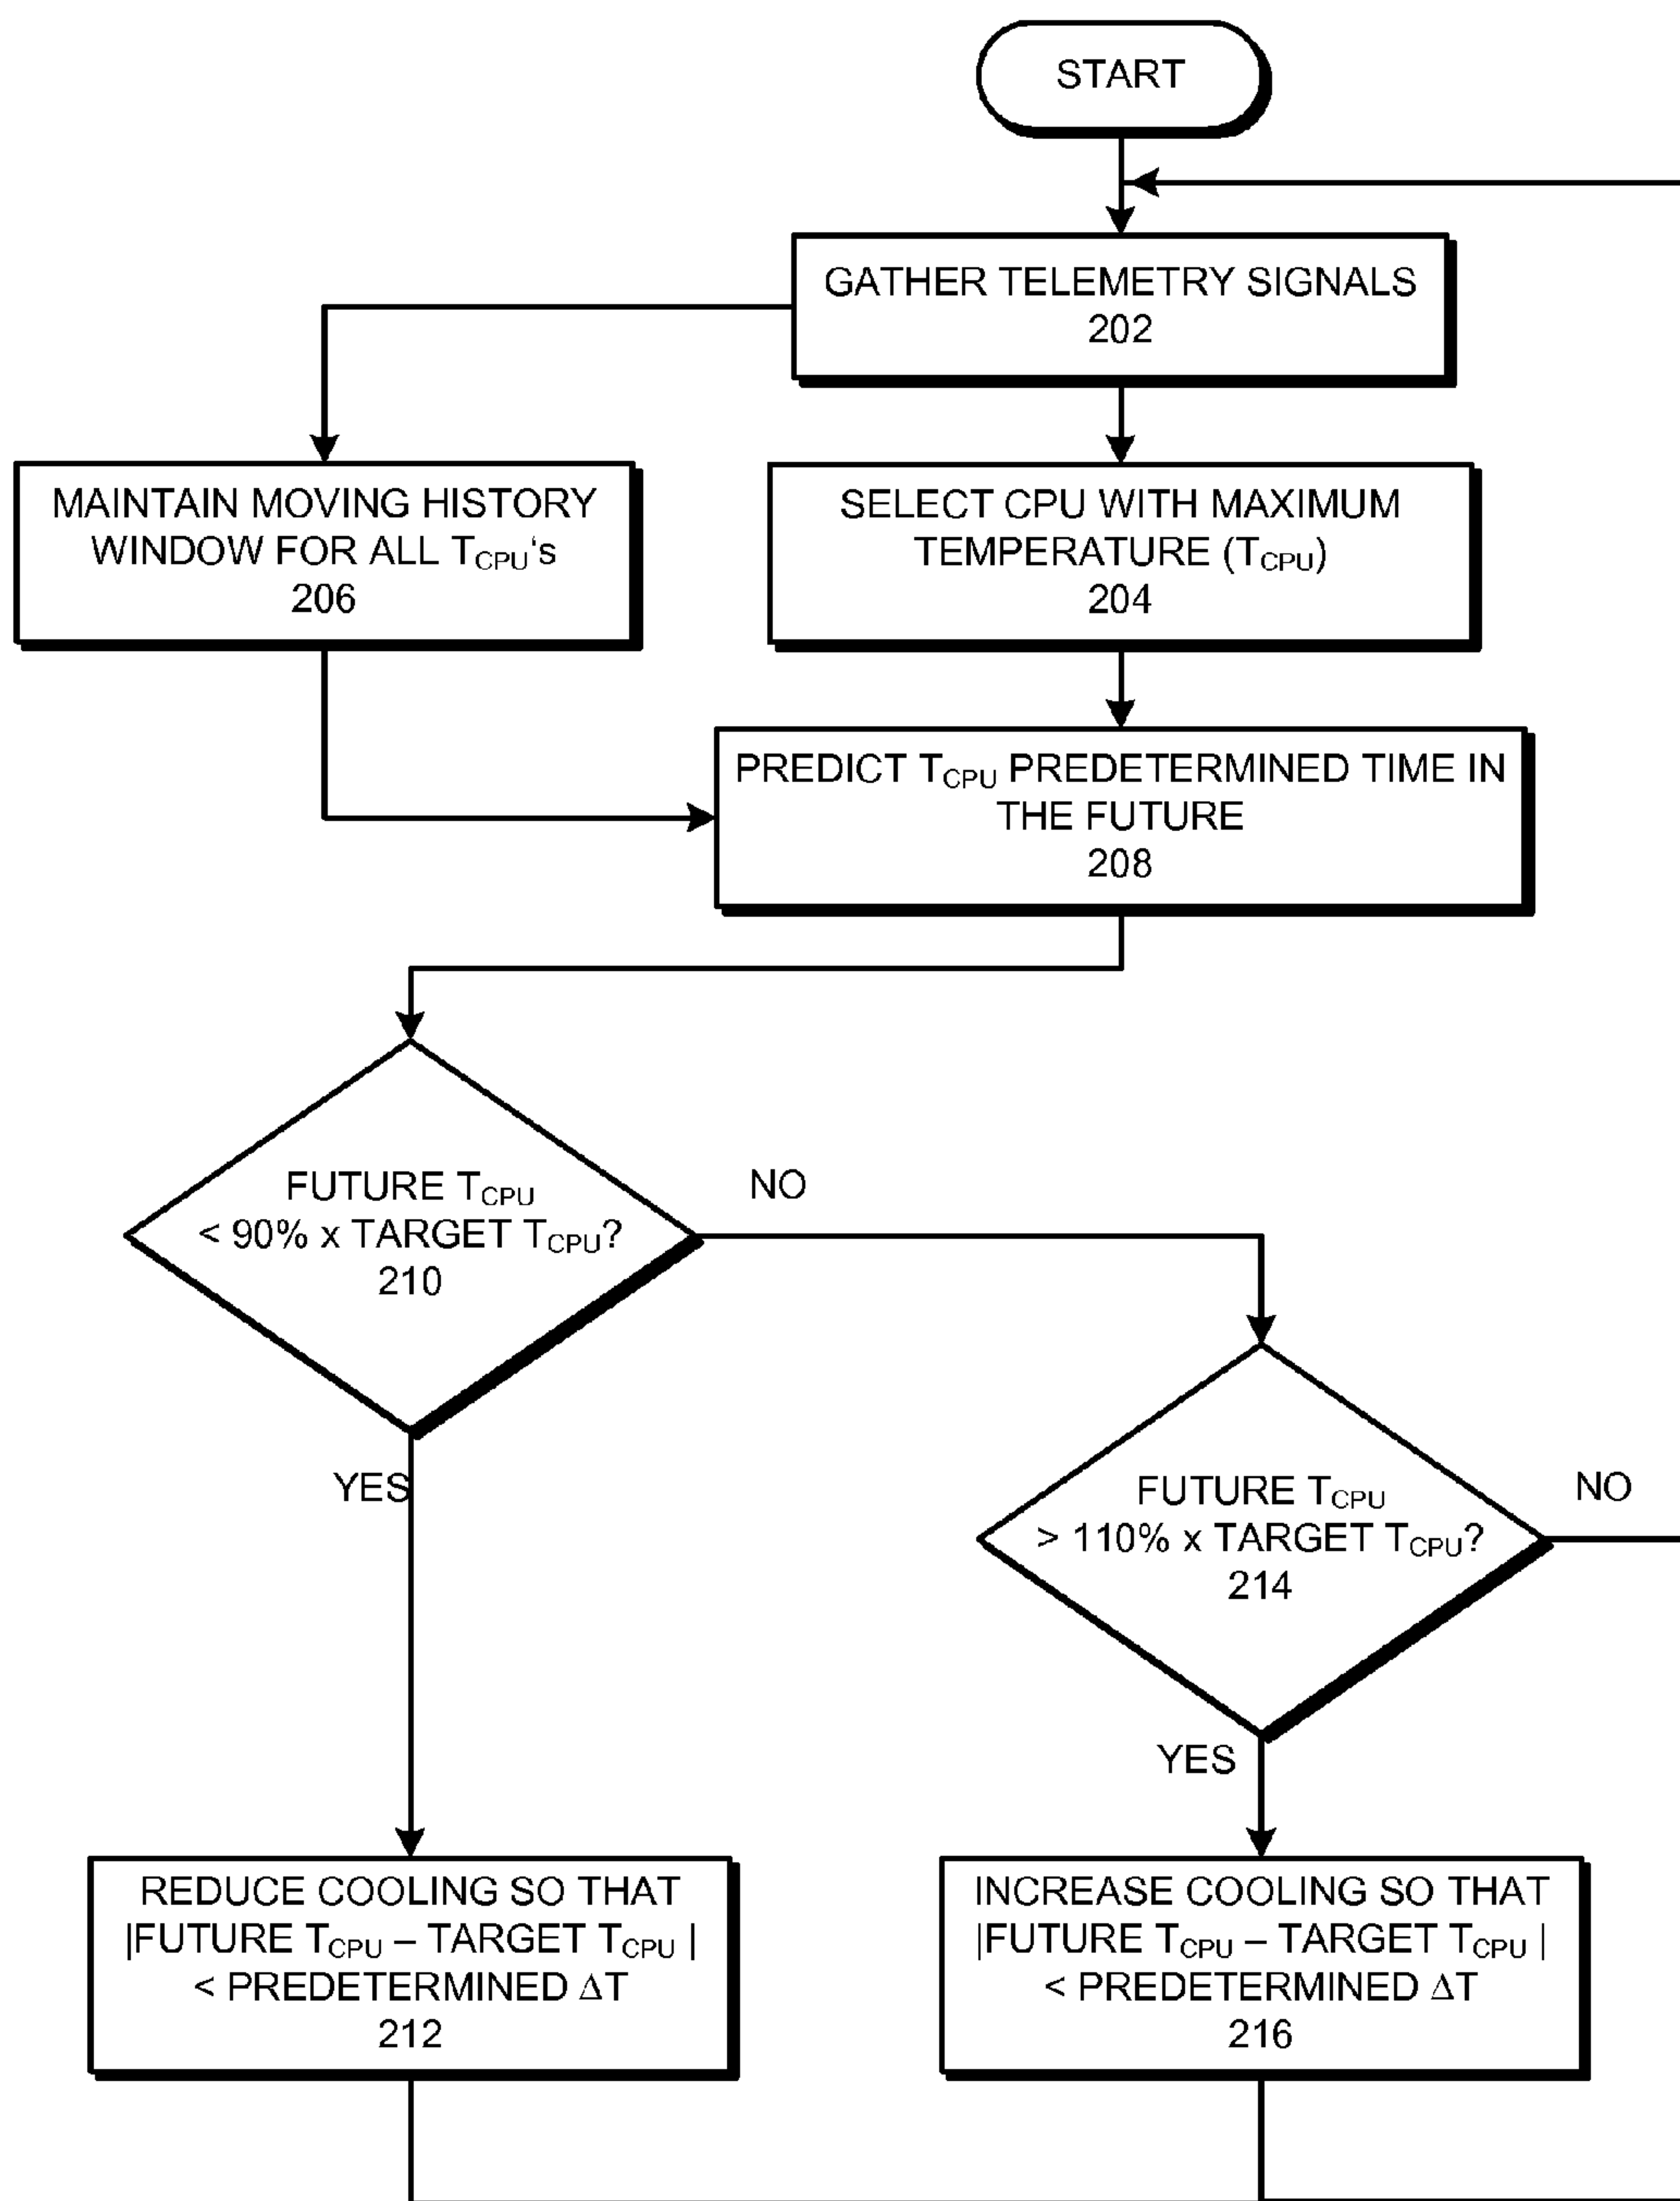 START
GATHER TELEMETRY SIGNALS
202
MAINTAIN MOVING HISTORY
WINDOW FOR ALL TCPU's
206
SELECT CPU WITH MAXIMUM
TEMPERATURE (TCPU)
204
PREDICT TCPU PREDETERMINED TIME IN
THE FUTURE
208
FUTURE TCPU
< 90% x TARGET TCPU?
210
NO
YES
FUTURE TCPU
> 110% x TARGET TCPU?
214
NO
YES
REDUCE COOLING SO THAT
|FUTURE TCPU – TARGET TCPU |
< PREDETERMINED ΔT
212
INCREASE COOLING SO THAT
|FUTURE TCPU – TARGET TCPU |
< PREDETERMINED ΔT
216